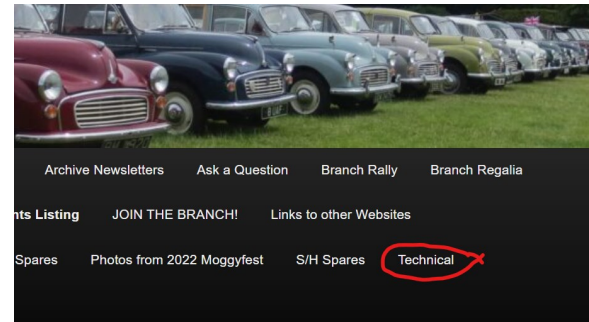 Archive Newsletters Ask a Question Branch Rally Branch Regalia
nts Listing JOIN THE BRANCH! Links to other Websites
Spares Photos from 2022 Moggyfest S/H Spares Technical